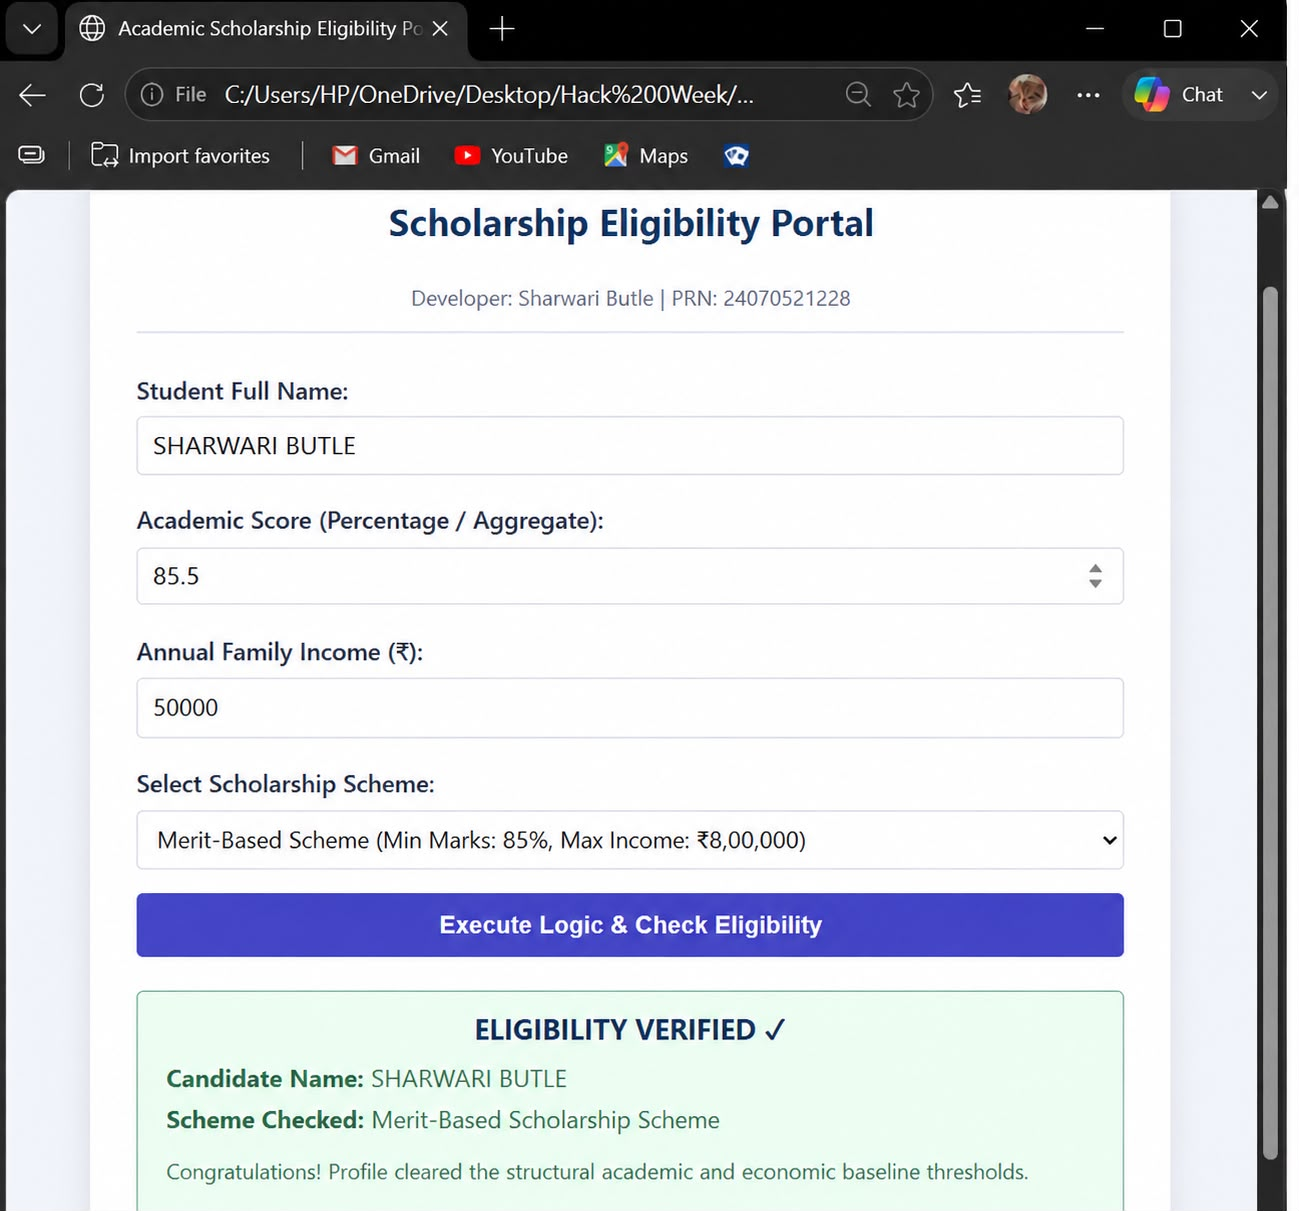 Academic Scholarship Eligibility Po
File C:/Users/HP/OneDrive/Desktop/Hack%200Week/...
Chat
Import favorites Gmail YouTube Maps
Scholarship Eligibility Portal
Developer: Sharwari Butle | PRN: 24070521228
Student Full Name:
SHARWARI BUTLE
Academic Score (Percentage / Aggregate):
85.5
Annual Family Income (₹):
50000
Select Scholarship Scheme:
Merit-Based Scheme (Min Marks: 85%, Max Income: ₹8,00,000)
Execute Logic & Check Eligibility
ELIGIBILITY VERIFIED ✓
Candidate Name: SHARWARI BUTLE
Scheme Checked: Merit-Based Scholarship Scheme
Congratulations! Profile cleared the structural academic and economic baseline thresholds.